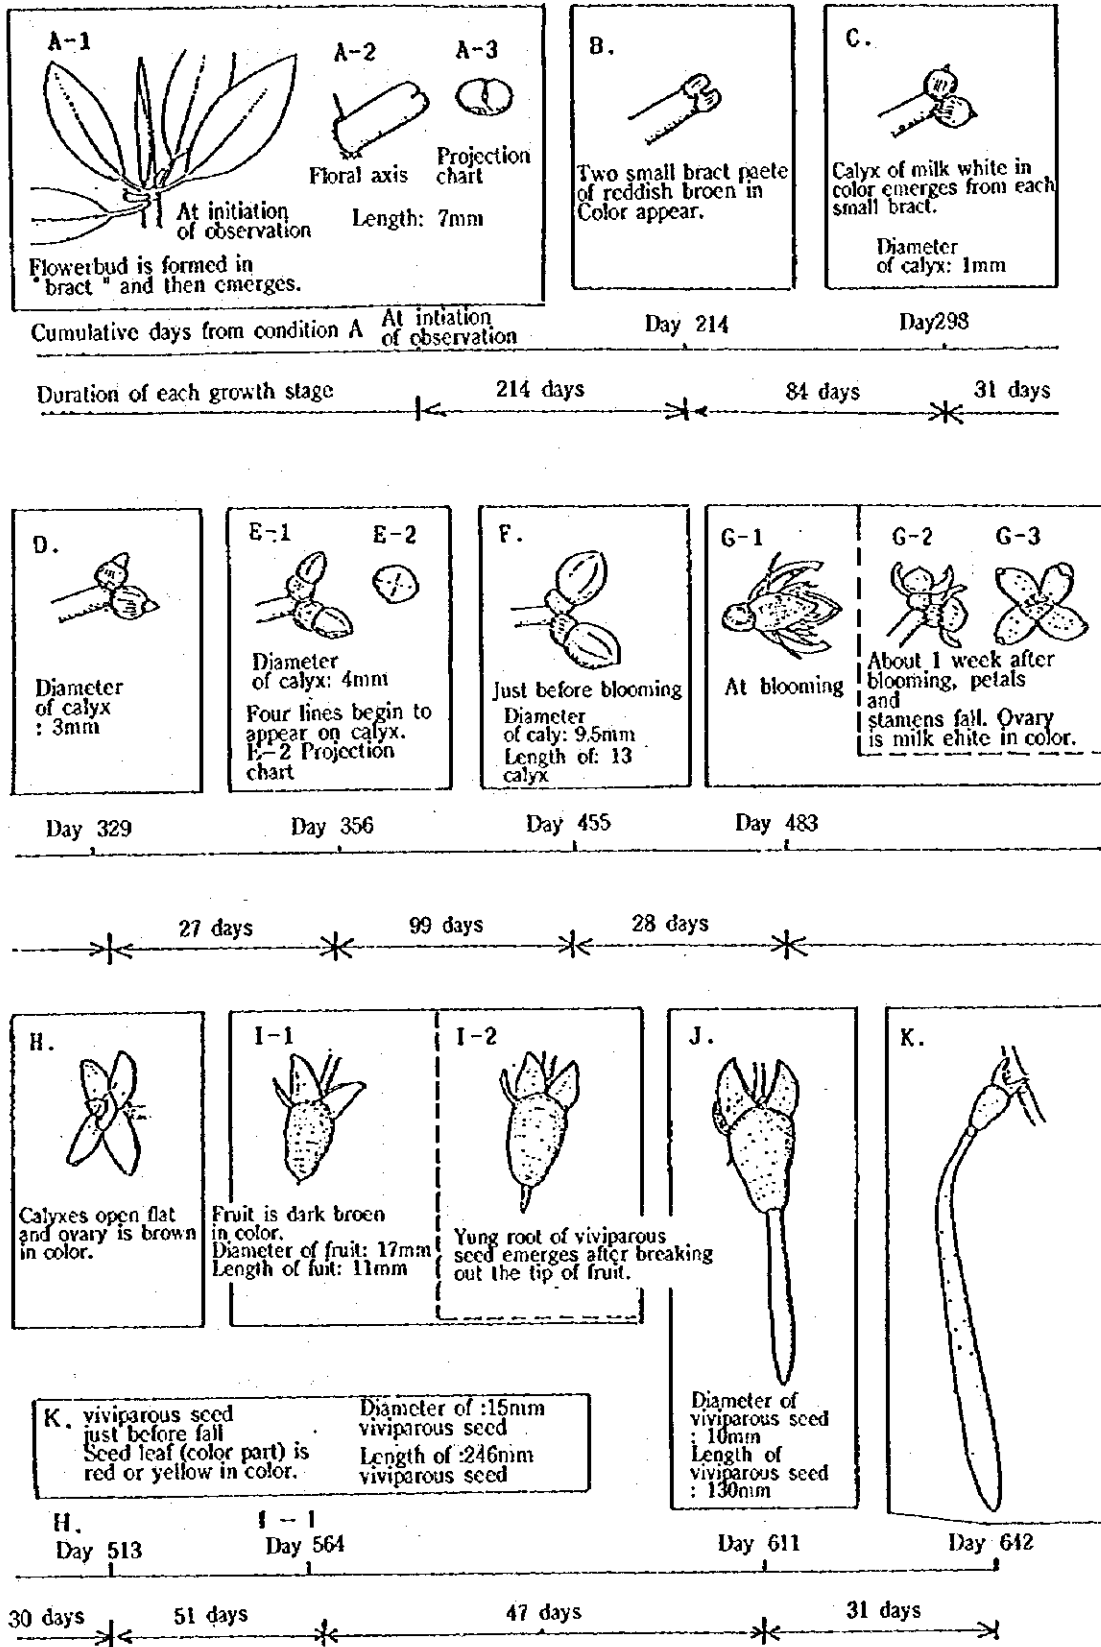 A-1
A-2
A-3
At initiation
of observation
Floral axis
Length: 7mm
Projection
chart
Flowerbud is formed in
"bract" and then emerges.
B.
Two small bract paete
of reddish broen in
Color appear.
C.
Calyx of milk white in
color emerges from each
small bract.
Diameter
of calyx: 1mm
Cumulative days from condition A
At intiation
of observation
Day 214
Day298
Duration of each growth stage
214 days
84 days
31 days
D.
Diameter
of calyx
: 3mm
E-1
E-2
Diameter
of calyx: 4mm
Four lines begin to
appear on calyx.
E-2 Projection
chart
F.
Just before blooming
Diameter
of caly: 9.5mm
Length of: 13
calyx
G-1
At blooming
G-2
G-3
About 1 week after
blooming, petals
and
stamens fall. Ovary
is milk ehite in color.
Day 329
Day 356
Day 455
Day 483
27 days
99 days
28 days
H.
Calyxes open flat
and ovary is brown
in color.
I-1
Fruit is dark broen
in color.
Diameter of fruit: 17mm
Length of fuit: 11mm
I-2
Yung root of viviparous
seed emerges after breaking
out the tip of fruit.
J.
Diameter of
viviparous seed
: 10mm
Length of
viviparous seed
: 130mm
K.
K. viviparous seed
just before fall
Seed leaf (color part) is
red or yellow in color.
Diameter of :15mm
viviparous seed
Length of :246mm
viviparous seed
H.
Day 513
I-1
Day 564
Day 611
Day 642
30 days
51 days
47 days
31 days